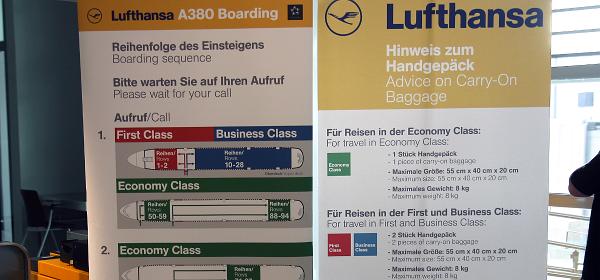 Lufthansa A380 Boarding
Reihenfolge des Einsteigens
Boarding sequence
Bitte warten Sie auf Ihren Aufruf
Please wait for your call
Aufruf/Call
1.
First Class
Business Class
Reihen/
Rows
1-2
Reihen/
Rows
10-28
Oberdeck/Upper deck
Economy Class
Reihen/
Rows
50-59
Reihen/
Rows
88-94
2.
Economy Class
Reihen/
Lufthansa
Hinweis zum
Handgepäck
Advice on Carry-On
Baggage
Für Reisen in der Economy Class:
For travel in Economy Class:
Economy
Class
- 1 Stück Handgepäck
- 1 piece of carry-on baggage
- Maximale Größe: 55 cm x 40 cm x 20 cm
- Maximum size: 55 cm x 40 cm x 20 cm.
- Maximales Gewicht: 8 kg
- Maximum weight: 8 kg
Für Reisen in der First und Business Class:
For travel in First and Business Class:
First
Class
Business
Class
- 2 Stück Handgepäck
- 2 pieces of carry-on baggage
- Maximale Größe: 55 cm x 40 cm x 20 cm
- Maximum size: 55 cm x 40 cm x 20 cm
- Maximales Gewicht: 8 kg
- Maximum weight: 8 kg